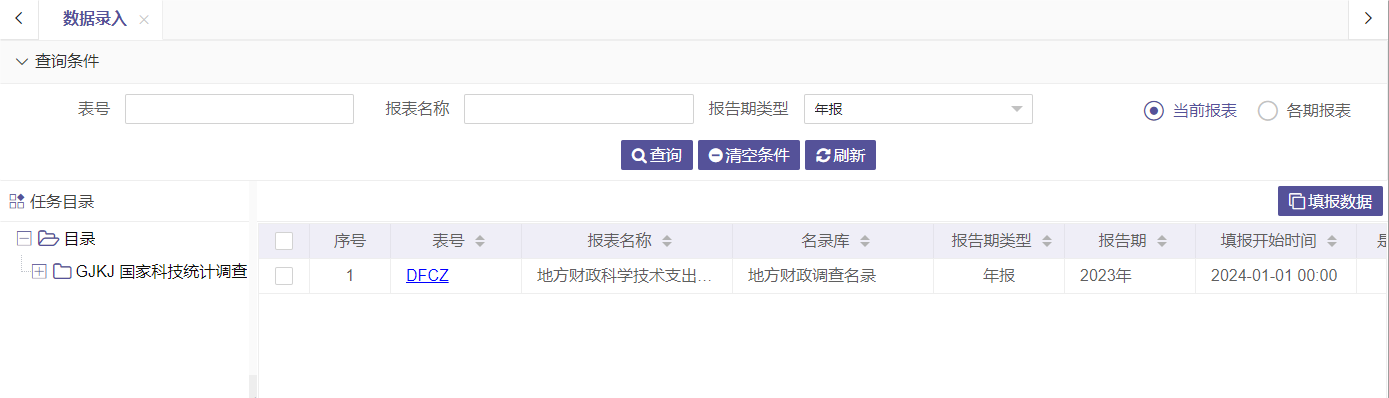 数据录入
查询条件
表号 报表名称 报告期类型 年报 当前报表 各期报表
查询 清空条件 刷新
任务目录 填报数据
目录
GJKJ 国家科技统计调查
序号 表号 报表名称 名录库 报告期类型 报告期 填报开始时间
1 DFCZ 地方财政科学技术支出... 地方财政调查名录 年报 2023年 2024-01-01 00:00